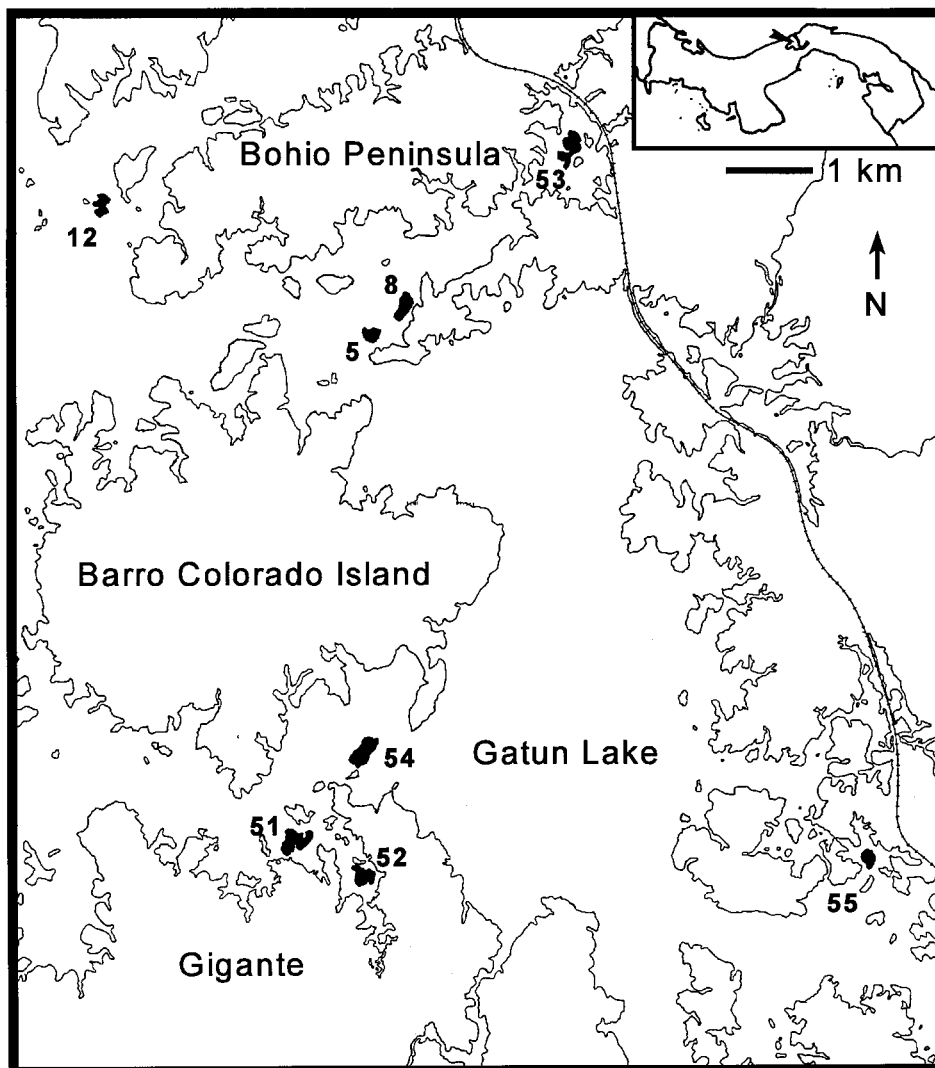 Bohio Peninsula
53
1 km
12
N
8
5
Barro Colorado Island
54
Gatun Lake
51
52
55
Gigante